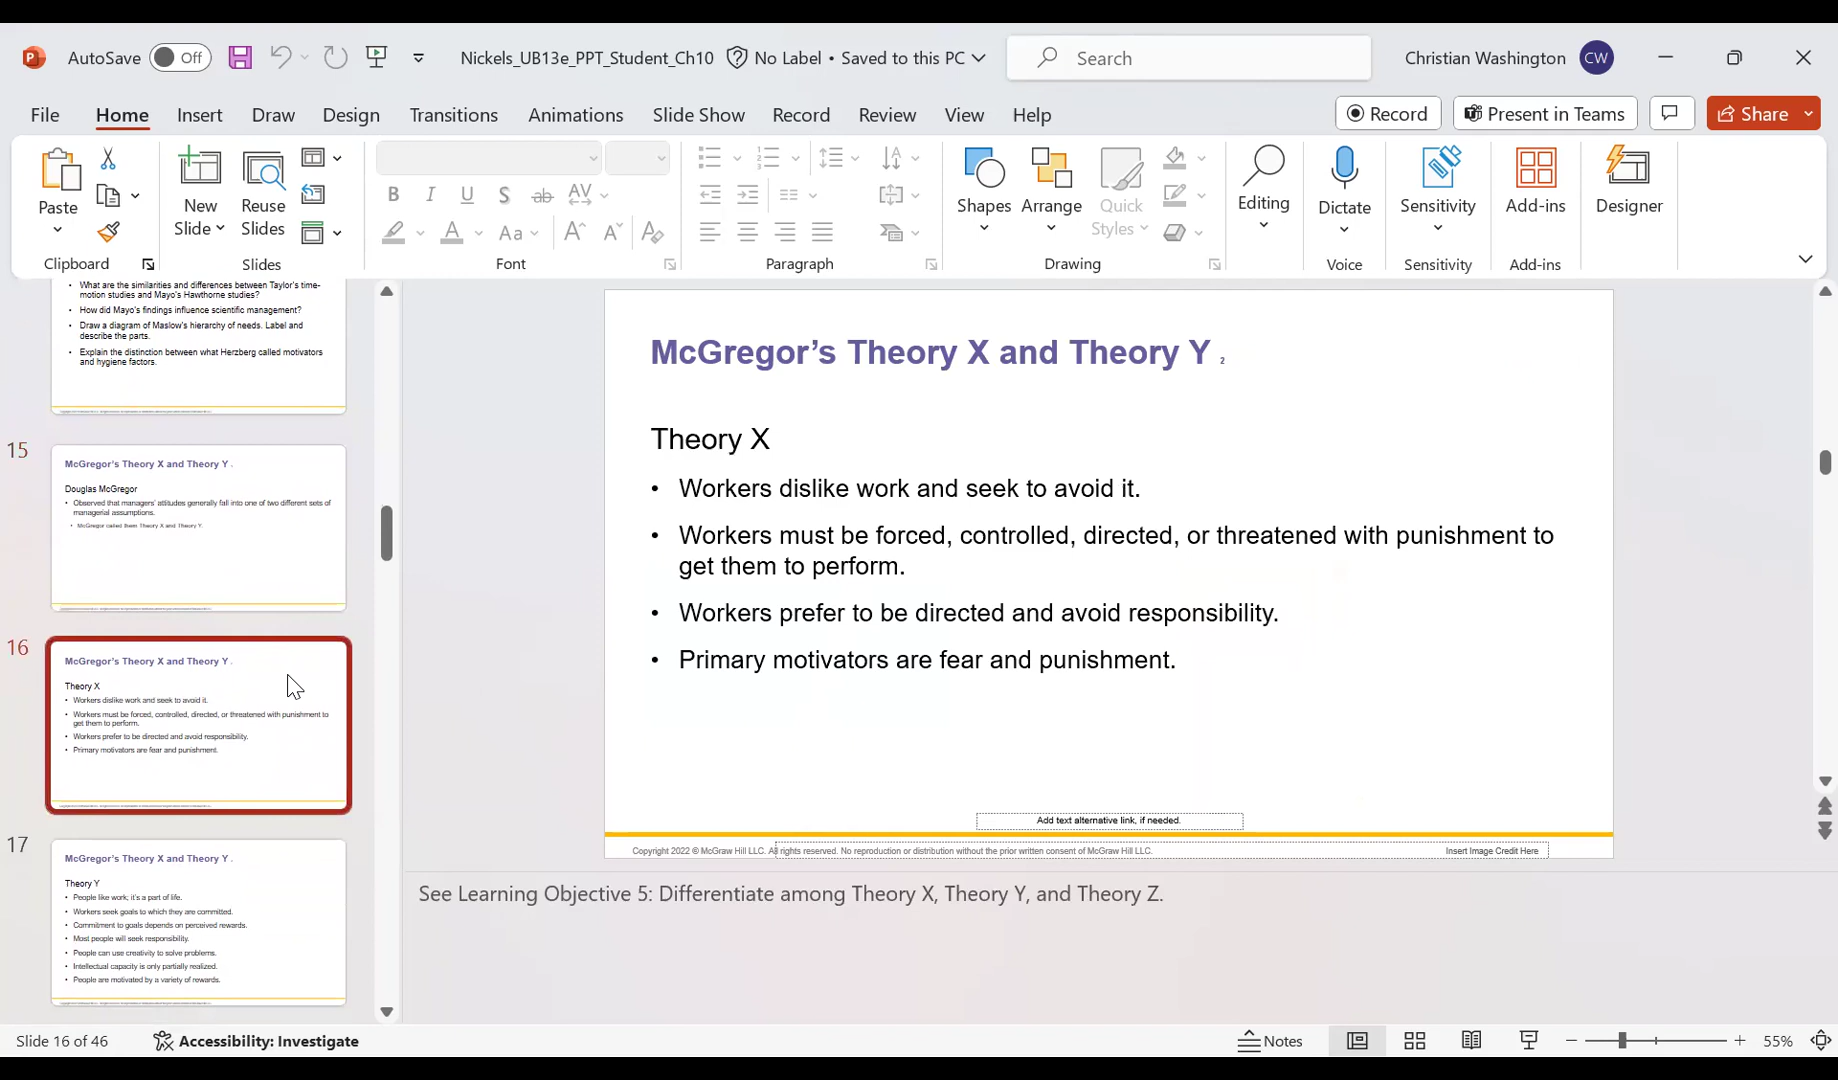 AutoSave Off Nickels_UB13e_PPT_Student_Ch10 No Label • Saved to this PC Search Christian Washington CW
File Home Insert Draw Design Transitions Animations Slide Show Record Review View Help Record Present in Teams Share
Paste
New Slide
Reuse Slides
B I U S ab AV
A Aa A A A
Shapes
Arrange
Quick Styles
Editing
Dictate
Sensitivity
Add-ins
Designer
Clipboard Slides Font Paragraph Drawing Voice Sensitivity Add-ins
• What are the similarities and differences between Taylor's time-
motion studies and Mayo's Hawthorne studies?
• How did Mayo's findings influence scientific management?
• Draw a diagram of Maslow's hierarchy of needs. Label and
describe the parts.
• Explain the distinction between what Herzberg called motivators
and hygiene factors.
15
McGregor's Theory X and Theory Y
Douglas McGregor
• Observed that managers' attitudes generally fall into one of two different sets of
managerial assumptions.
• McGregor called them Theory X and Theory Y.
16
McGregor's Theory X and Theory Y
Theory X
• Workers dislike work and seek to avoid it.
• Workers must be forced, controlled, directed, or threatened with punishment to
get them to perform.
• Workers prefer to be directed and avoid responsibility.
• Primary motivators are fear and punishment.
17
McGregor's Theory X and Theory Y
Theory Y
• People like work; it's a part of life.
• Workers seek goals to which they are committed.
• Commitment to goals depends on perceived rewards.
• Most people will seek responsibility.
• People can use creativity to solve problems.
• Intellectual capacity is only partially realized.
• People are motivated by a variety of rewards.
McGregor's Theory X and Theory Y 2
Theory X
• Workers dislike work and seek to avoid it.
• Workers must be forced, controlled, directed, or threatened with punishment to
get them to perform.
• Workers prefer to be directed and avoid responsibility.
• Primary motivators are fear and punishment.
Add text alternative link, if needed.
Copyright 2022 © McGraw Hill LLC. All rights reserved. No reproduction or distribution without the prior written consent of McGraw Hill LLC. Insert Image Credit Here
See Learning Objective 5: Differentiate among Theory X, Theory Y, and Theory Z.
Slide 16 of 46 Accessibility: Investigate Notes 55%